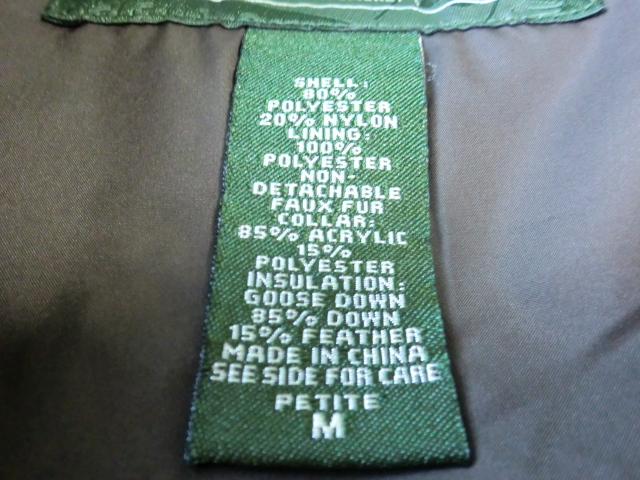 SHELL:
80%
POLYESTER
20% NYLON
LINING:
100%
POLYESTER
NON-
DETACHABLE
FAUX FUR
COLLAR:
85% ACRYLIC
15%
POLYESTER
INSULATION:
GOOSE DOWN
85% DOWN
15% FEATHER
MADE IN CHINA
SEE SIDE FOR CARE
PETITE
M